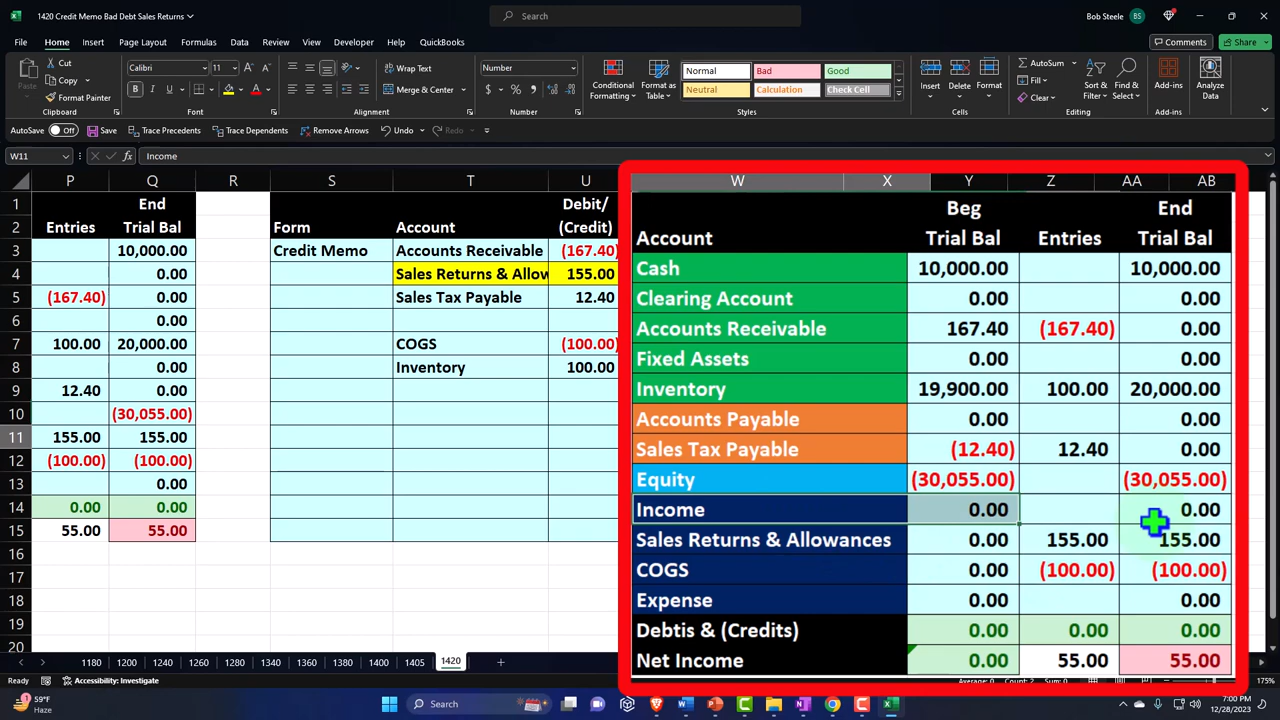 1420 Credit Memo Bad Debt Sales Returns
Search
Bob Steele
BS
File Home Insert Page Layout Formulas Data Review View Developer Help QuickBooks
Comments
Share
Paste
Cut
Copy
Format Painter
Clipboard
Calibri
11
Font
Wrap Text
Merge & Center
Alignment
Number
Number
Conditional Formatting
Format as Table
Normal
Bad
Good
Neutral
Calculation
Check Cell
Styles
Insert
Delete
Format
Cells
AutoSum
Fill
Clear
Sort & Filter
Find & Select
Editing
Add-ins
Add-ins
Analyze Data
AutoSave Off Save Trace Precedents Trace Dependents Remove Arrows Undo Redo
W11 fx Income
P Q R S T U
1 End Debit/
2 Entries Trial Bal Form Account (Credit)
3 10,000.00 Credit Memo Accounts Receivable (167.40)
4 0.00 Sales Returns & Allow 155.00
5 (167.40) 0.00 Sales Tax Payable 12.40
6 0.00
7 100.00 20,000.00 COGS (100.00)
8 0.00 Inventory 100.00
9 12.40 0.00
10 (30,055.00)
11 155.00 155.00
12 (100.00) (100.00)
13 0.00
14 0.00 0.00
15 55.00 55.00
16
17
18
19
20
W X Y Z AA AB
Beg End
Account Trial Bal Entries Trial Bal
Cash 10,000.00 10,000.00
Clearing Account 0.00 0.00
Accounts Receivable 167.40 (167.40) 0.00
Fixed Assets 0.00 0.00
Inventory 19,900.00 100.00 20,000.00
Accounts Payable 0.00 0.00
Sales Tax Payable (12.40) 12.40 0.00
Equity (30,055.00) (30,055.00)
Income 0.00 0.00
Sales Returns & Allowances 0.00 155.00 155.00
COGS 0.00 (100.00) (100.00)
Expense 0.00 0.00
Debtis & (Credits) 0.00 0.00 0.00
Net Income 0.00 55.00 55.00
1180 1200 1240 1260 1280 1340 1360 1380 1400 1405 1420
Ready Accessibility: Investigate
Average: 0 Count: 2 Sum: 0
175%
59°F
Search
7:00 PM
12/28/2023